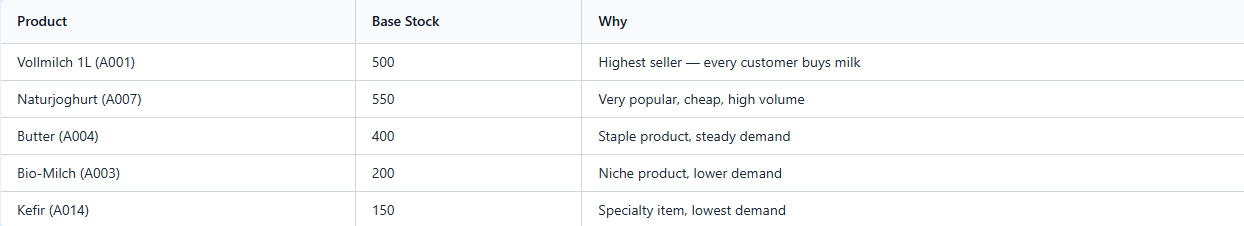 Product Base Stock Why
Vollmilch 1L (A001) 500 Highest seller — every customer buys milk
Naturjoghurt (A007) 550 Very popular, cheap, high volume
Butter (A004) 400 Staple product, steady demand
Bio-Milch (A003) 200 Niche product, lower demand
Kefir (A014) 150 Specialty item, lowest demand